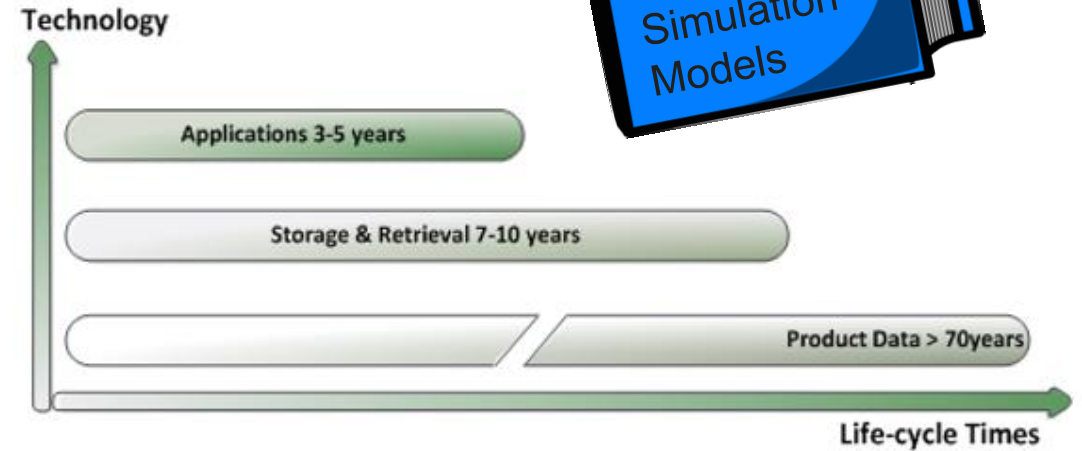 Technology
Simulation
Models
Applications 3-5 years
Storage & Retrieval 7-10 years
Product Data > 70years
Life-cycle Times